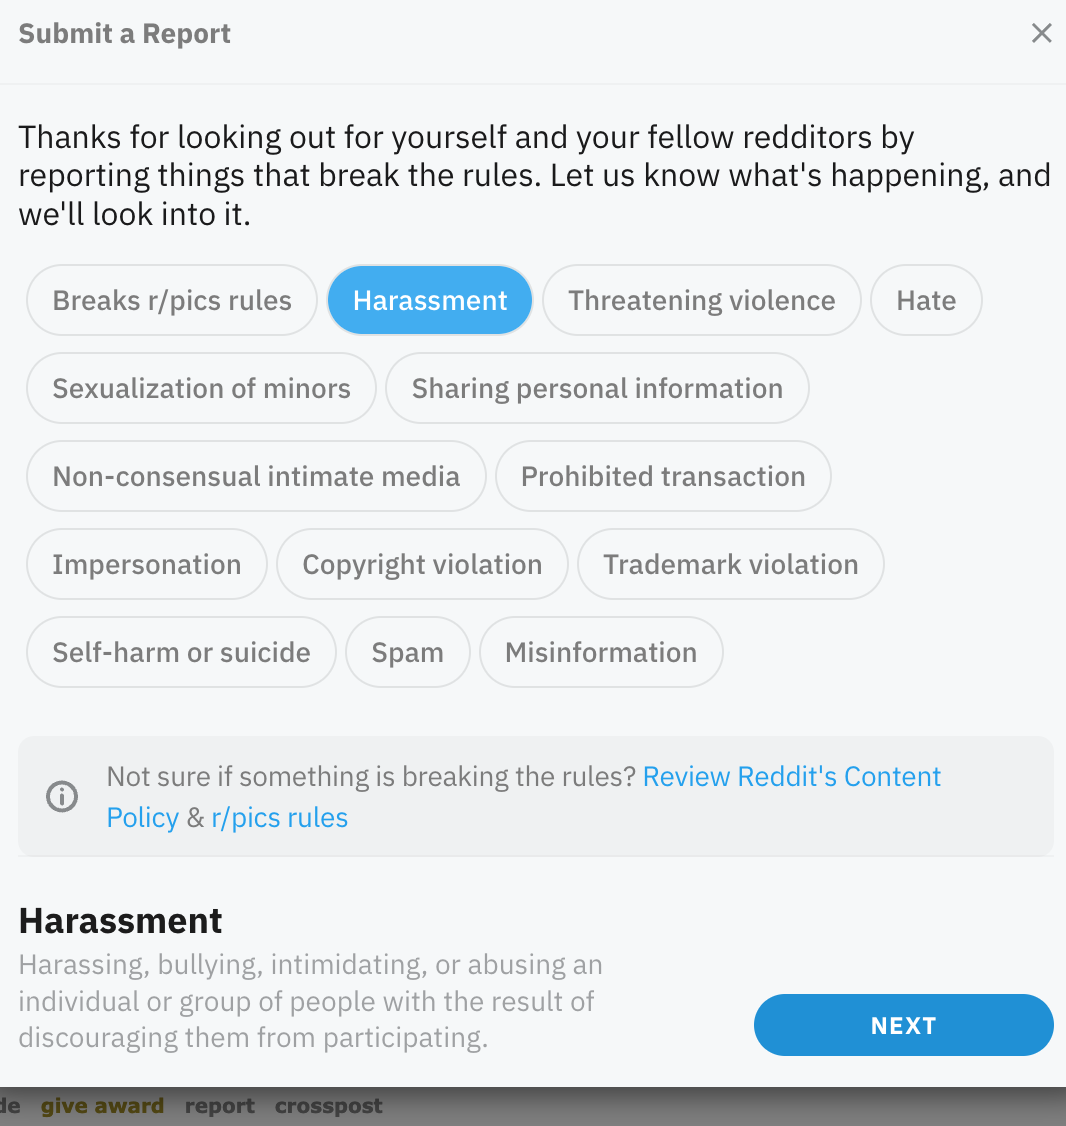 Submit a Report
Thanks for looking out for yourself and your fellow redditors by
reporting things that break the rules. Let us know what's happening, and
we'll look into it.
Breaks r/pics rules Harassment Threatening violence Hate
Sexualization of minors Sharing personal information
Non-consensual intimate media Prohibited transaction
Impersonation Copyright violation Trademark violation
Self-harm or suicide Spam Misinformation
Not sure if something is breaking the rules? Review Reddit's Content
Policy & r/pics rules
Harassment
Harassing, bullying, intimidating, or abusing an
individual or group of people with the result of
discouraging them from participating.
NEXT
give award report crosspost